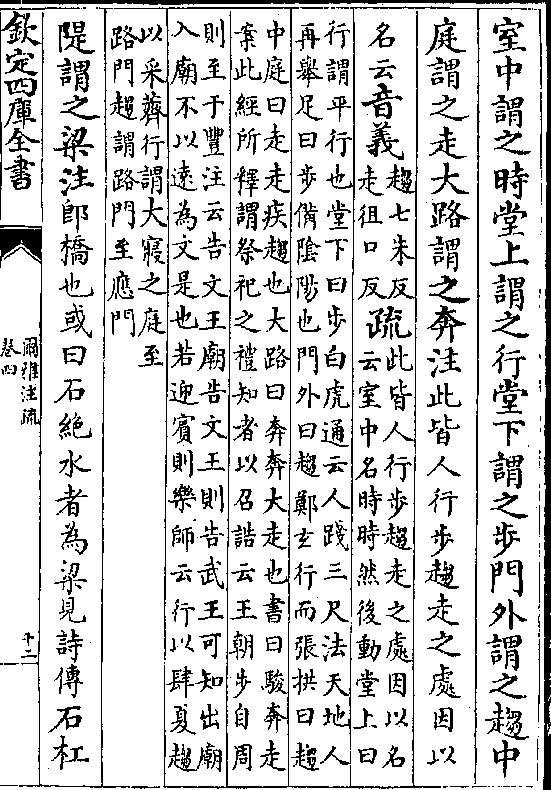 室中謂之時堂上謂之行堂下謂之步門外謂之趨中
庭謂之走大路謂之奔注此皆人行步趨走之處因以
名云音義趨七朱反走徂口反疏此皆人行步趨走之處因以名云室中名時時然後動堂上曰
行謂平行也堂下曰步白虎通云人踐三尺法天地人
再舉足曰步備陰陽也門外曰趨鄭玄行而張拱曰趨
中庭曰走走疾趨也大路曰奔奔大走也書曰駿奔走
案此經所釋謂祭祀之禮知者以召誥云王朝步自周
則至于豐注云告文王廟告文王則告武王可知出廟
入廟不以遠為文是也若迎賓則樂師云行以肆夏趨
以采薺行謂大寢之庭至
路門趨謂路門至應門
隄謂之梁注即橋也或曰石絶水者為梁見詩傳石杠
欽定四庫全書
爾雅注疏
卷四
十二